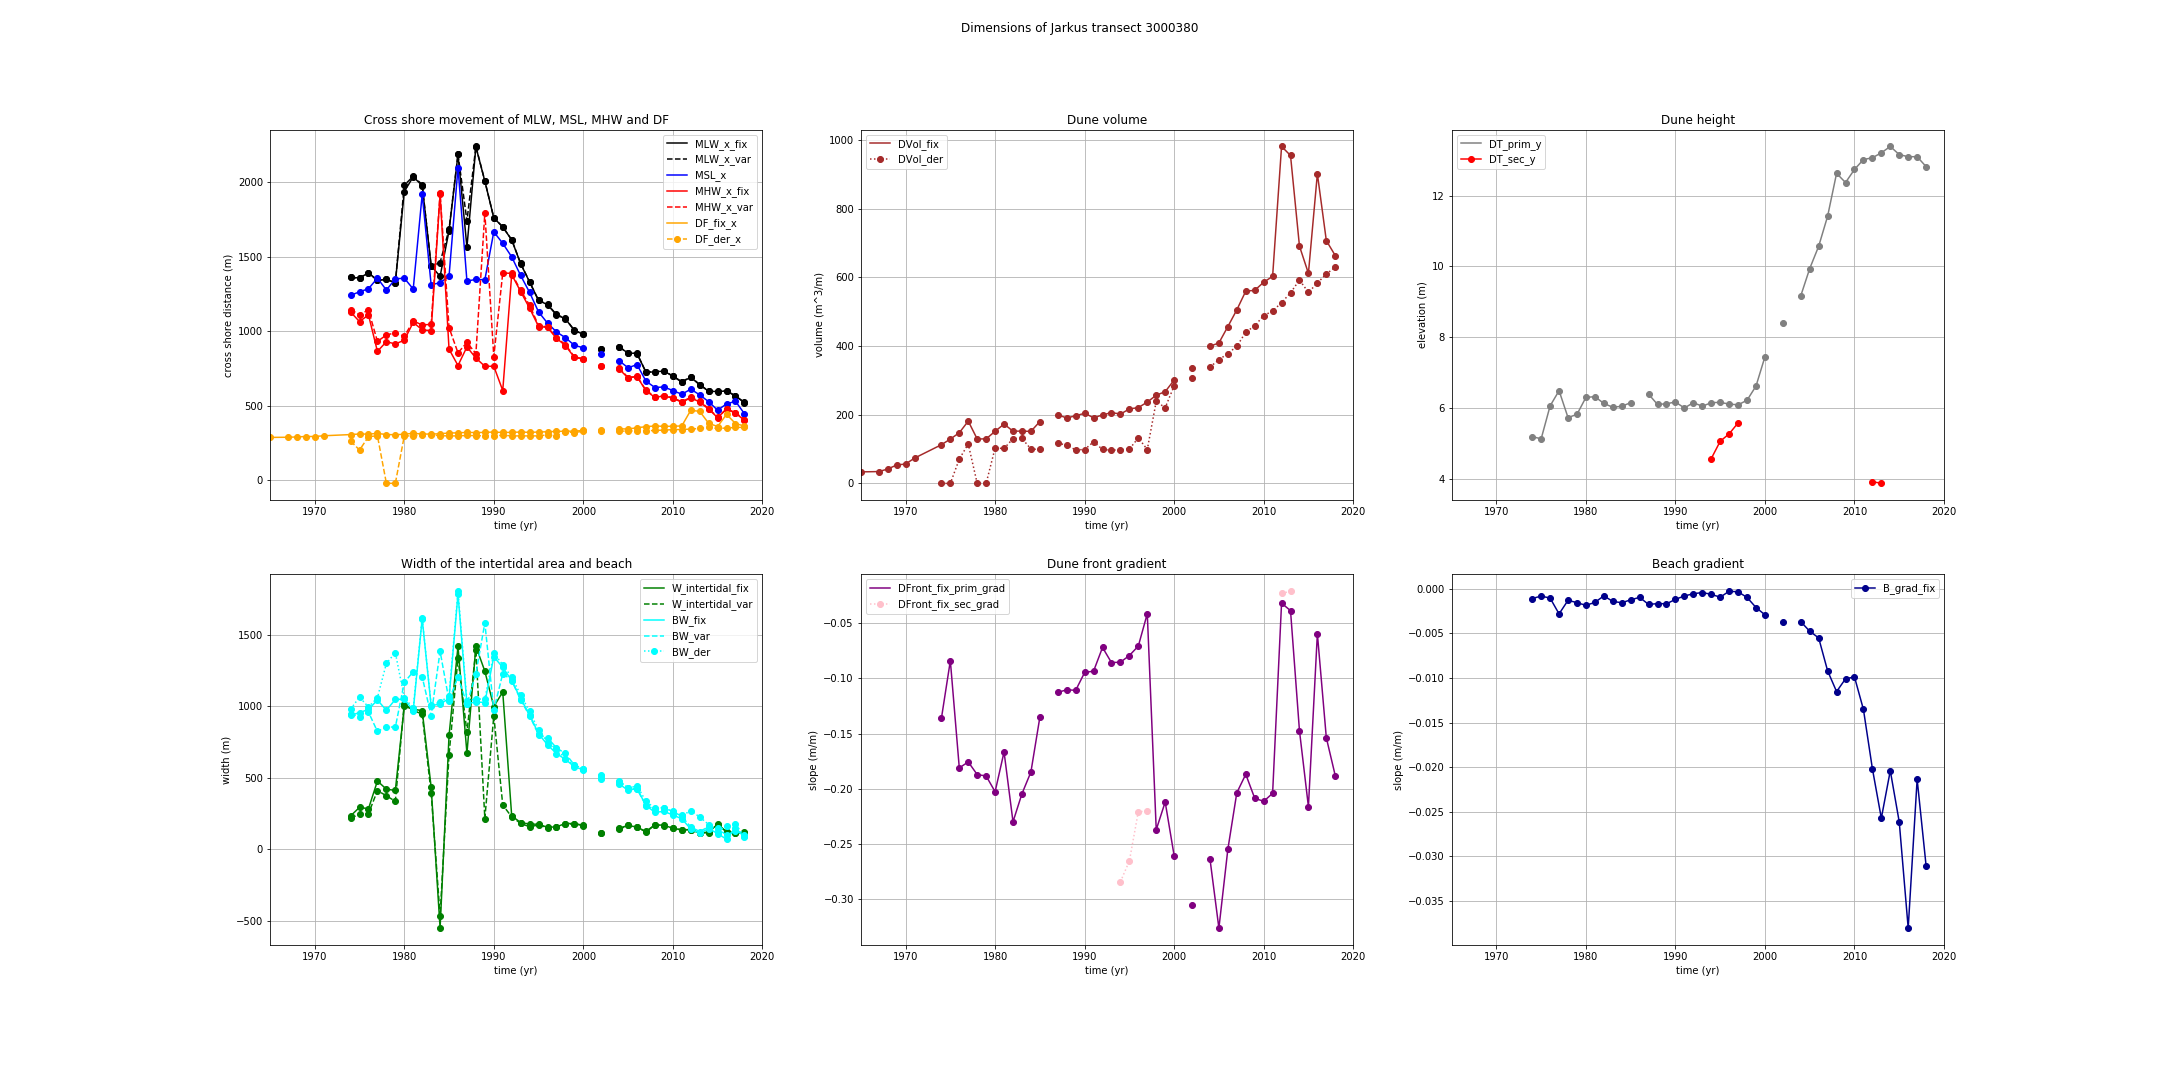 Dimensions of Jarkus transect 3000380
Cross shore movement of MLW, MSL, MHW and DF
cross shore distance (m)
2000
1500
1000
500
0
MLW_x_fix
MLW_x_var
MSL_x
MHW_x_fix
MHW_x_var
DF_fix_x
DF_der_x
1970 1980 1990 2000 2010 2020
time (yr)
Dune volume
volume (m^3/m)
1000
800
600
400
200
0
DVol_fix
DVol_der
1970 1980 1990 2000 2010 2020
time (yr)
Dune height
elevation (m)
12
10
8
6
4
DT_prim_y
DT_sec_y
1970 1980 1990 2000 2010 2020
time (yr)
Width of the intertidal area and beach
width (m)
1500
1000
500
0
−500
W_intertidal_fix
W_intertidal_var
BW_fix
BW_var
BW_der
1970 1980 1990 2000 2010 2020
time (yr)
Dune front gradient
slope (m/m)
−0.05
−0.10
−0.15
−0.20
−0.25
−0.30
DFront_fix_prim_grad
DFront_fix_sec_grad
1970 1980 1990 2000 2010 2020
time (yr)
Beach gradient
slope (m/m)
0.000
−0.005
−0.010
−0.015
−0.020
−0.025
−0.030
−0.035
B_grad_fix
1970 1980 1990 2000 2010 2020
time (yr)